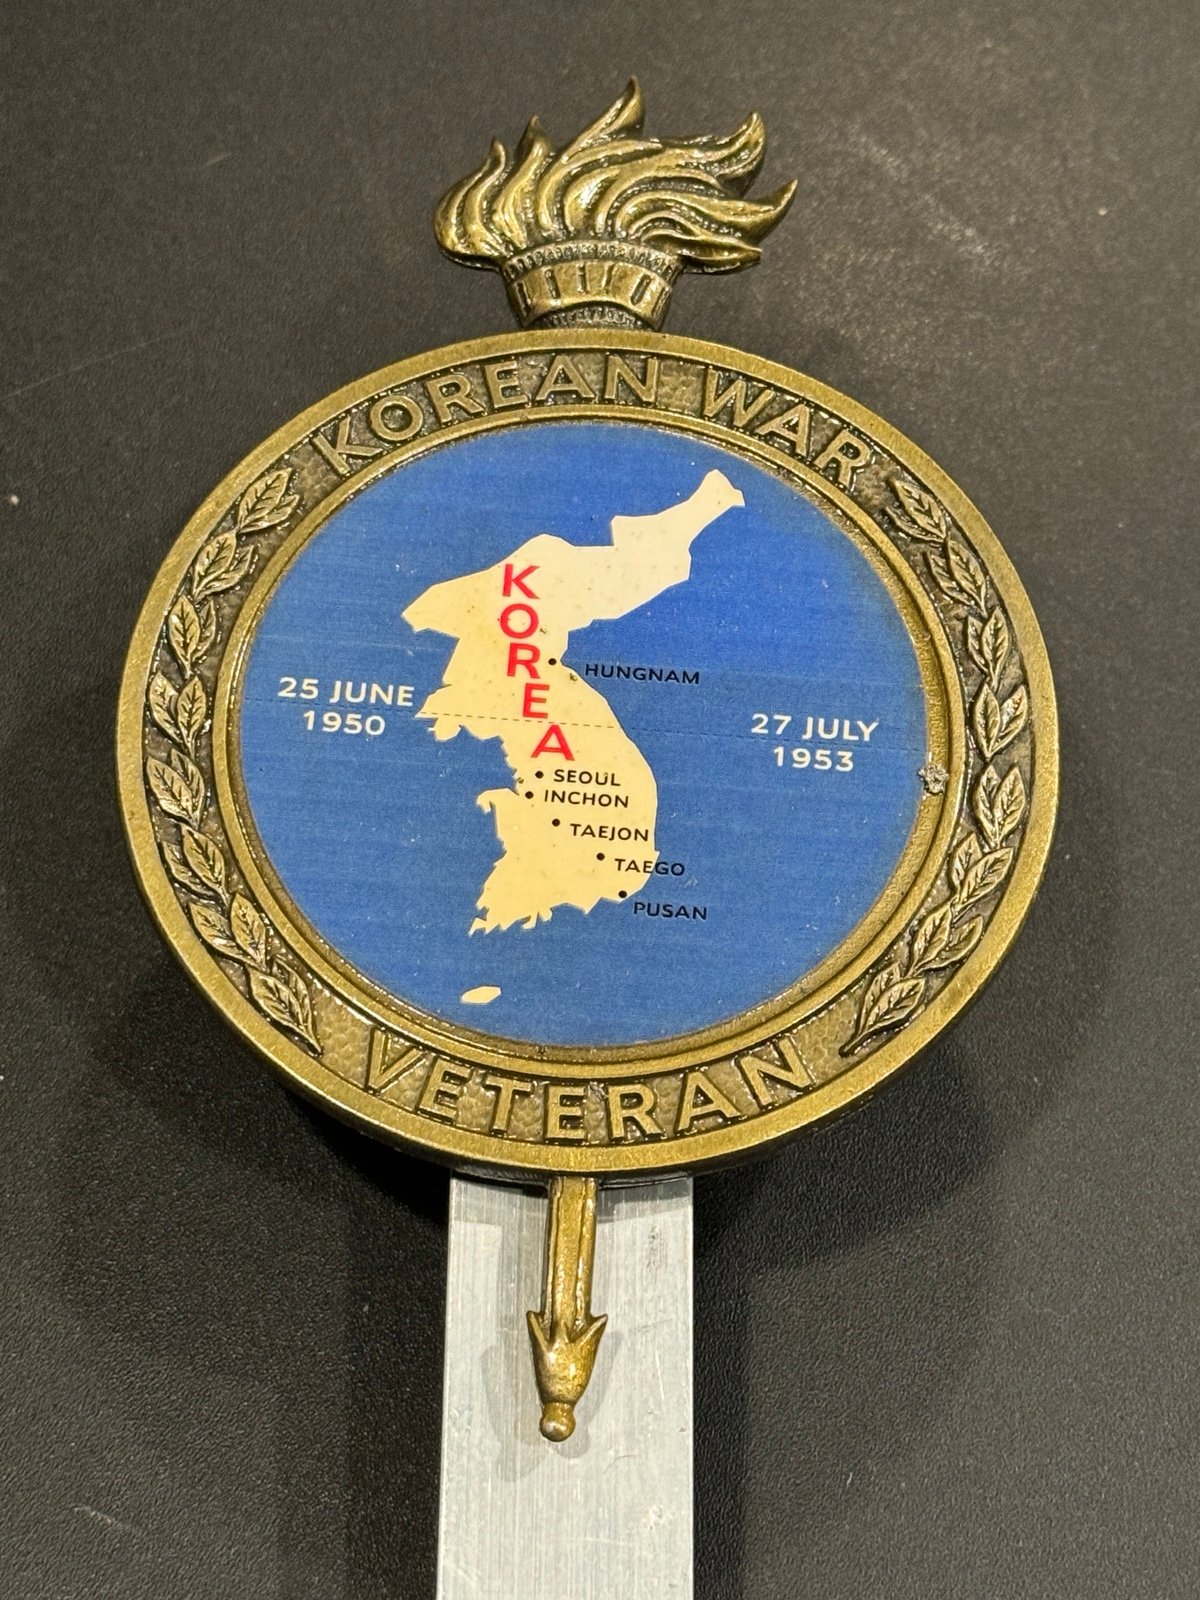 KOREAN WAR
KOREA
HUNGNAM
25 JUNE
1950
27 JULY
1953
SEOUL
INCHON
TAEJON
TAEGO
PUSAN
VETERAN